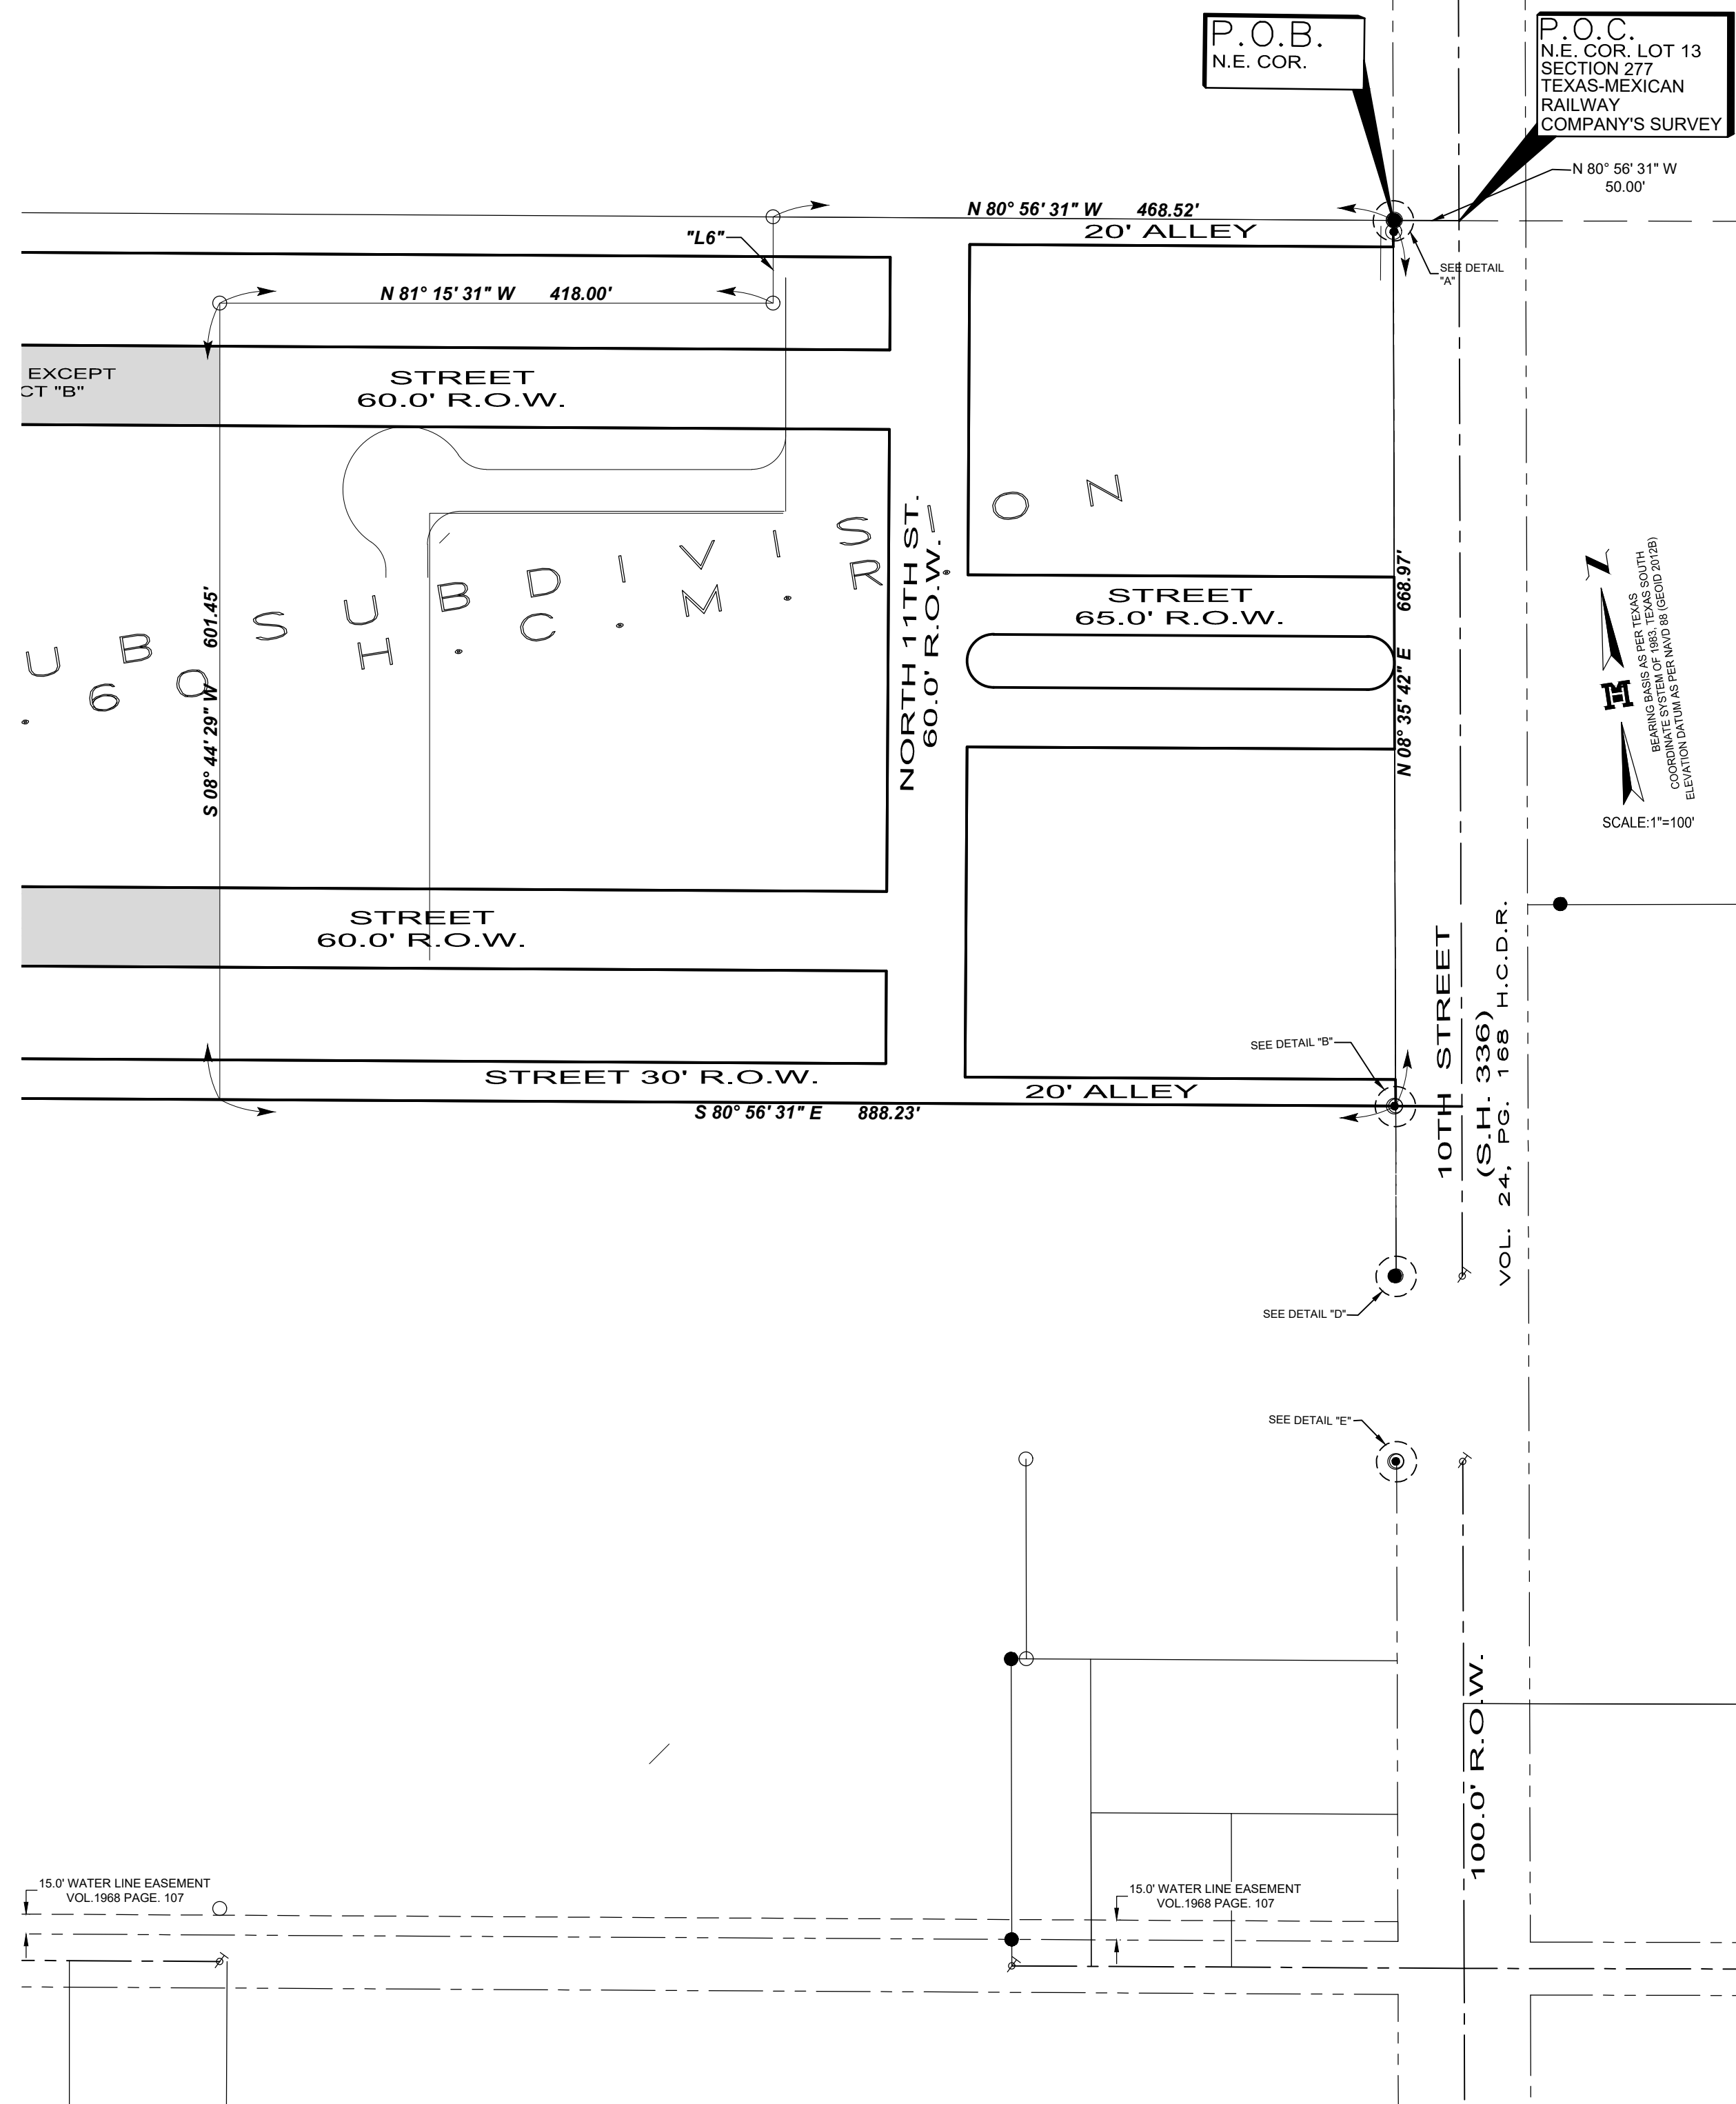 P.O.B.
N.E. COR.
P.O.C.
N.E. COR. LOT 13
SECTION 277
TEXAS-MEXICAN
RAILWAY
COMPANY'S SURVEY
N 80° 56' 31" W
50.00'
N 80° 56' 31" W 468.52'
20' ALLEY
"L6"
SEE DETAIL
"A"
N 81° 15' 31" W 418.00'
EXCEPT
CT "B"
STREET
60.0' R.O.W.
U B O S U B D I V I S I O N
. 6 H . C . M . R .
S 08° 44' 29" W 601.45'
NORTH 11TH ST.
60.0' R.O.W.
STREET
65.0' R.O.W.
N 08° 35' 42" E 668.97'
N
BEARING BASIS AS PER TEXAS
COORDINATE SYSTEM OF 1983, TEXAS SOUTH
ELEVATION DATUM AS PER NAVD 88 (GEOID 2012B)
SCALE:1"=100'
STREET
60.0' R.O.W.
10TH STREET
(S.H. 336)
VOL. 24, PG. 168 H.C.D.R.
SEE DETAIL "B"
STREET 30' R.O.W.
20' ALLEY
S 80° 56' 31" E 888.23'
SEE DETAIL "D"
SEE DETAIL "E"
100.0' R.O.W.
15.0' WATER LINE EASEMENT
VOL.1968 PAGE. 107
15.0' WATER LINE EASEMENT
VOL.1968 PAGE. 107